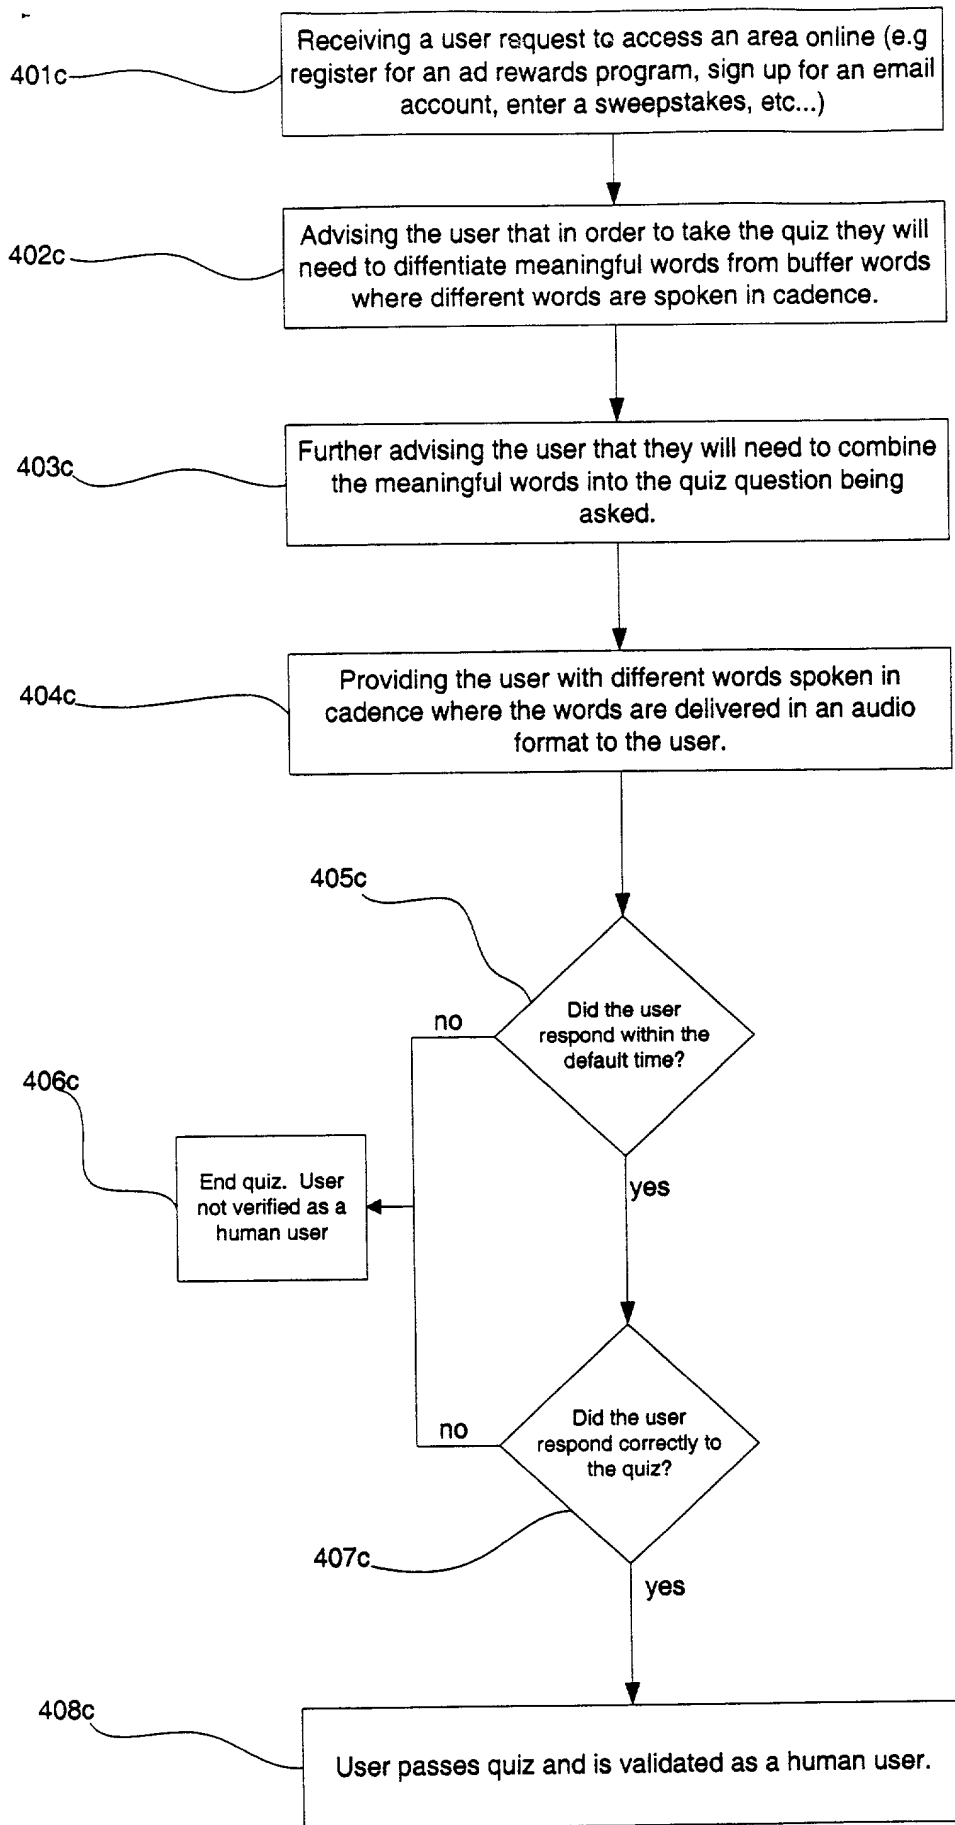 401c
Receiving a user request to access an area online (e.g
register for an ad rewards program, sign up for an email
account, enter a sweepstakes, etc...)
402c
Advising the user that in order to take the quiz they will
need to diffentiate meaningful words from buffer words
where different words are spoken in cadence.
403c
Further advising the user that they will need to combine
the meaningful words into the quiz question being
asked.
404c
Providing the user with different words spoken in
cadence where the words are delivered in an audio
format to the user.
405c
Did the user
respond within the
default time?
no
yes
406c
End quiz. User
not verified as a
human user
Did the user
respond correctly to
the quiz?
no
407c
yes
408c
User passes quiz and is validated as a human user.